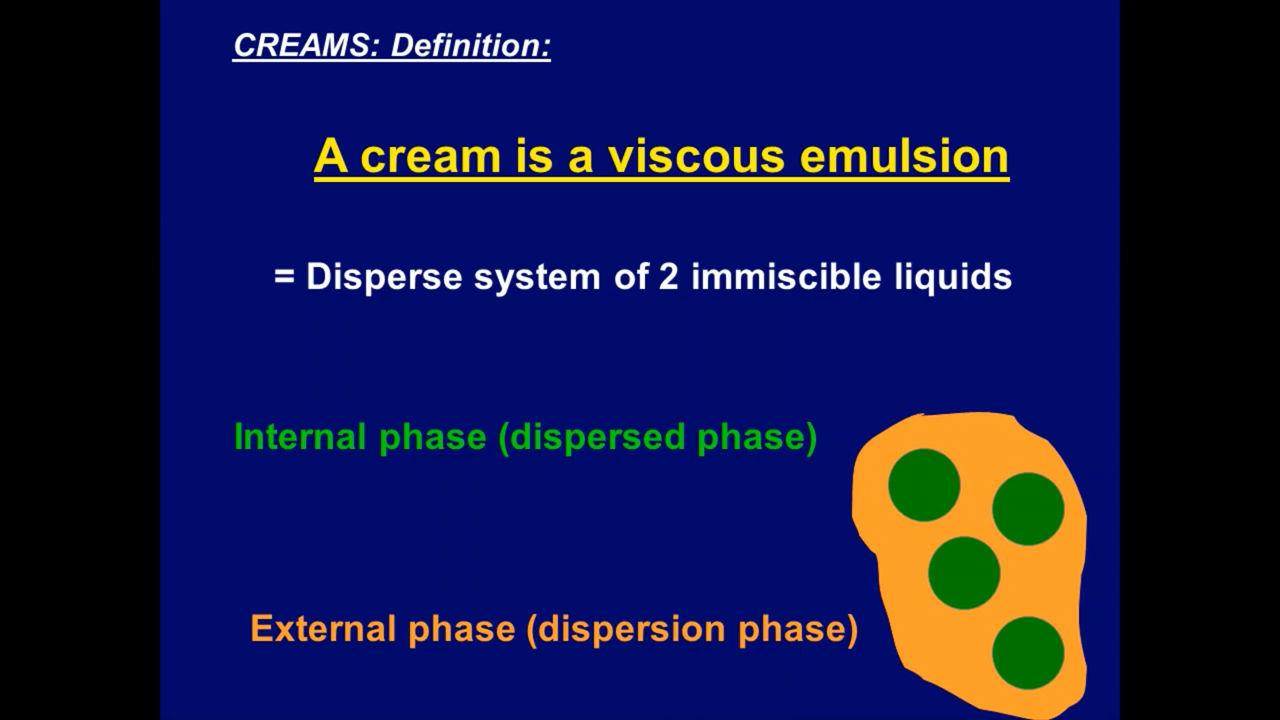 CREAMS: Definition:
A cream is a viscous emulsion
= Disperse system of 2 immiscible liquids
Internal phase (dispersed phase)
External phase (dispersion phase)